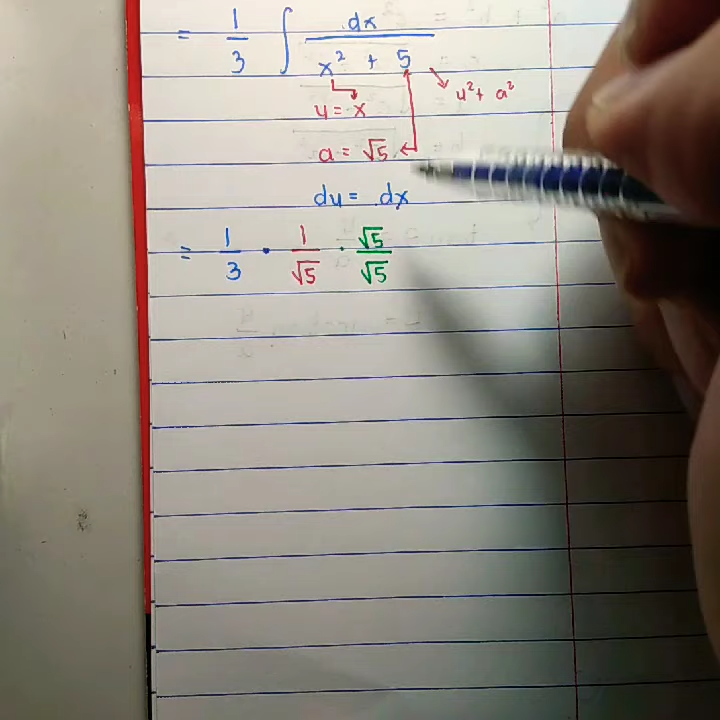 = 1/3 ∫ dx / x² + 5
↘ u² + a²
u = x
a = √5 ←
du = dx
= 1/3 · 1/√5 · √5/√5